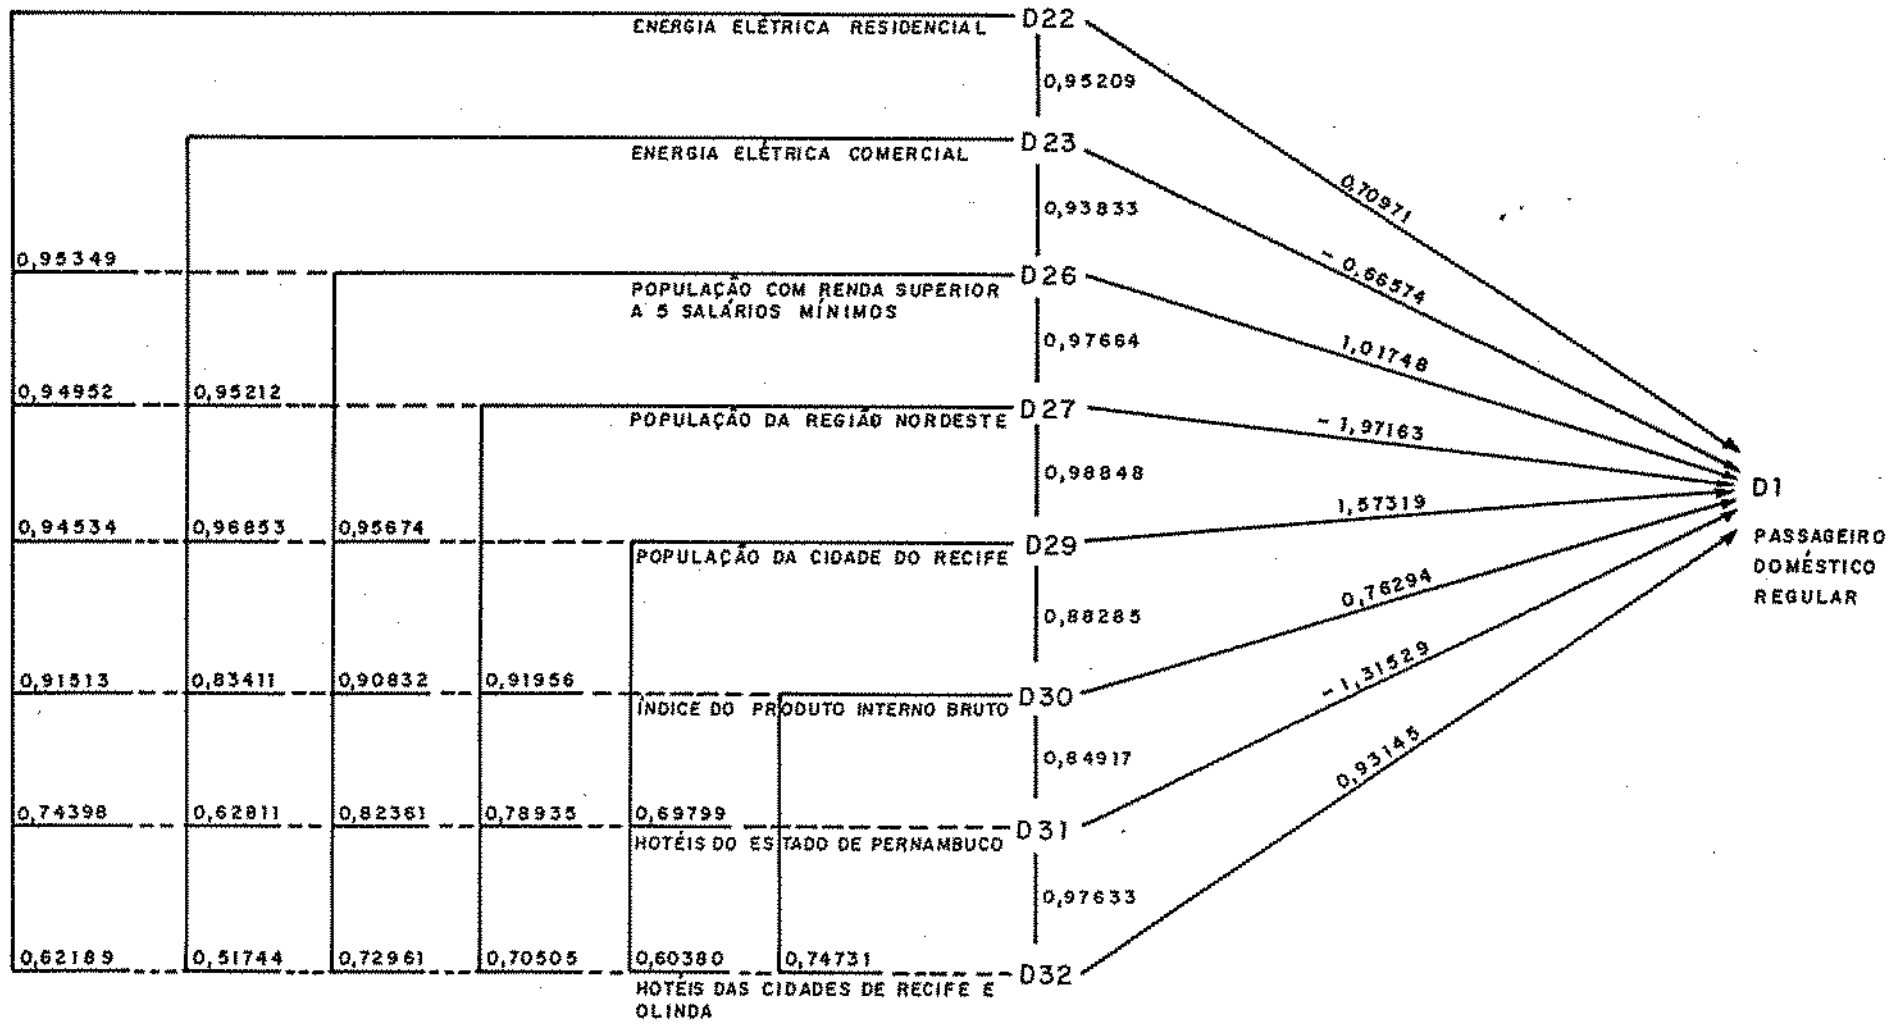 D22
ENERGIA ELÉTRICA RESIDENCIAL
0,95209
D23
ENERGIA ELÉTRICA COMERCIAL
0,70971
0,93833
- 0,66574
0,95349
D26
POPULAÇÃO COM RENDA SUPERIOR
A 5 SALÁRIOS MÍNIMOS
0,97664
1,01748
0,94952 0,95212
D27
POPULAÇÃO DA REGIÃO NORDESTE
- 1,97163
0,98848
D1
1,57319
0,94534 0,96853 0,95674
D29
POPULAÇÃO DA CIDADE DO RECIFE
PASSAGEIRO
DOMÉSTICO
REGULAR
0,76294
0,88285
0,91513 0,83411 0,90832 0,91956
D30
ÍNDICE DO PRODUTO INTERNO BRUTO
- 1,31529
0,84917
0,93145
0,74398 0,62811 0,82361 0,78935 0,69799
D31
HOTÉIS DO ESTADO DE PERNAMBUCO
0,97633
0,62189 0,51744 0,72961 0,70505 0,60380 0,74731
D32
HOTÉIS DAS CIDADES DE RECIFE E
OLINDA